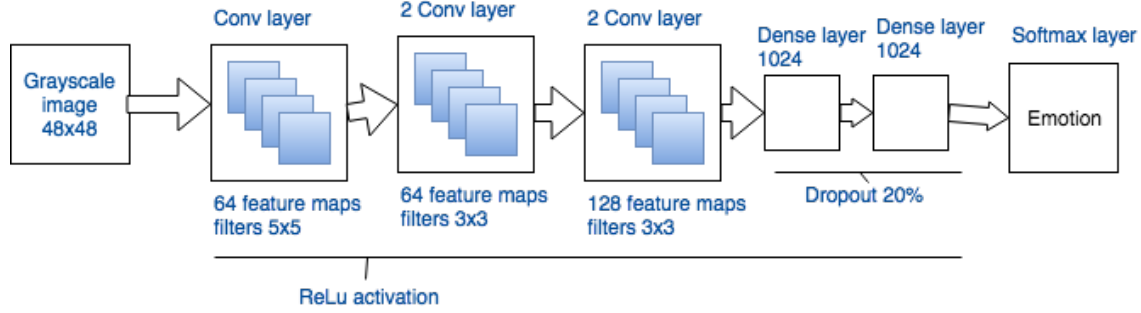 Grayscale
image
48x48
Conv layer
64 feature maps
filters 5x5
2 Conv layer
64 feature maps
filters 3x3
2 Conv layer
128 feature maps
filters 3x3
Dense layer
1024
Dense layer
1024
Dropout 20%
Softmax layer
Emotion
ReLu activation